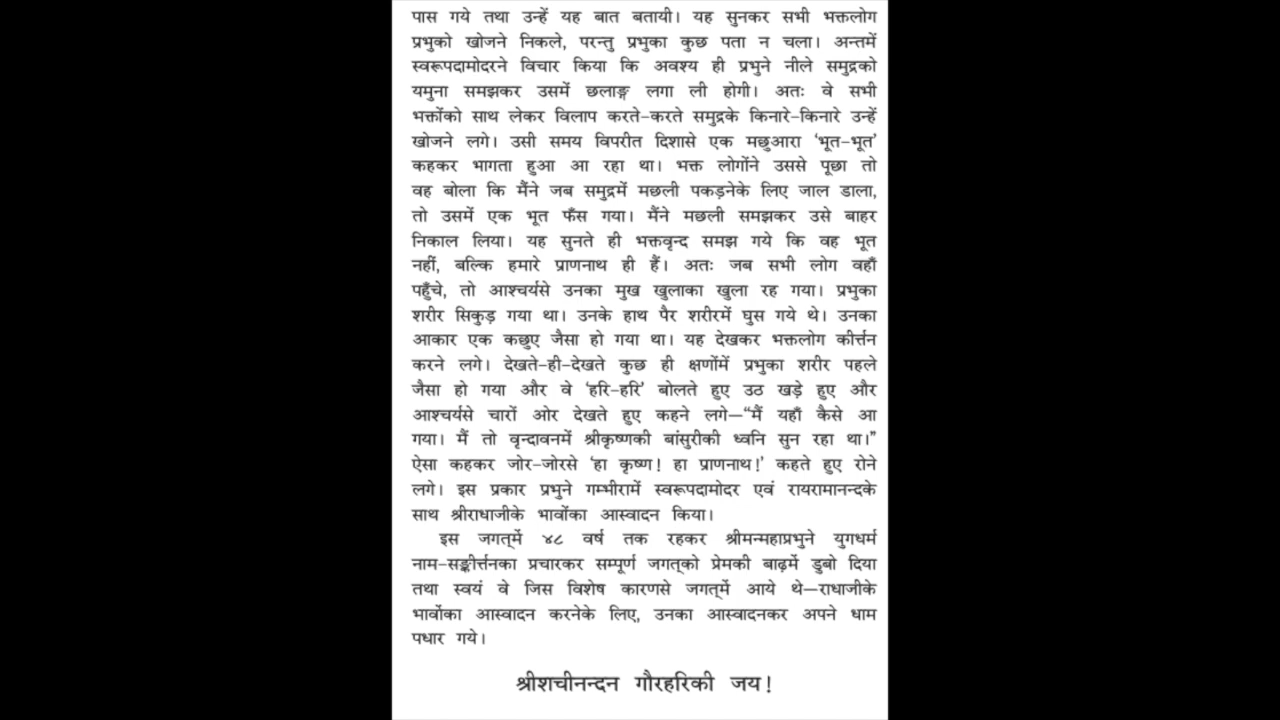 पास गये तथा उन्हें यह बात बतायी। यह सुनकर सभी भक्तलोग
प्रभुको खोजने निकले, परन्तु प्रभुका कुछ पता न चला। अन्तमें
स्वरूपदामोदरने विचार किया कि अवश्य ही प्रभुने नीले समुद्रको
यमुना समझकर उसमें छलाङ्ग लगा ली होगी। अतः वे सभी
भक्तोंको साथ लेकर विलाप करते-करते समुद्रके किनारे-किनारे उन्हें
खोजने लगे। उसी समय विपरीत दिशासे एक मछुआरा ‘भूत-भूत’
कहकर भागता हुआ आ रहा था। भक्त लोगोंने उससे पूछा तो
वह बोला कि मैंने जब समुद्रमें मछली पकड़नेके लिए जाल डाला,
तो उसमें एक भूत फँस गया। मैंने मछली समझकर उसे बाहर
निकाल लिया। यह सुनते ही भक्तवृन्द समझ गये कि वह भूत
नहीं, बल्कि हमारे प्राणनाथ ही हैं। अतः जब सभी लोग वहाँ
पहुँचे, तो आश्चर्यसे उनका मुख खुलाका खुला रह गया। प्रभुका
शरीर सिकुड़ गया था। उनके हाथ पैर शरीरमें घुस गये थे। उनका
आकार एक कछुए जैसा हो गया था। यह देखकर भक्तलोग कीर्त्तन
करने लगे। देखते-ही-देखते कुछ ही क्षणोंमें प्रभुका शरीर पहले
जैसा हो गया और वे ‘हरि-हरि’ बोलते हुए उठ खड़े हुए और
आश्चर्यसे चारों ओर देखते हुए कहने लगे—“मैं यहाँ कैसे आ
गया। मैं तो वृन्दावनमें श्रीकृष्णकी बांसुरीकी ध्वनि सुन रहा था।”
ऐसा कहकर जोर-जोरसे ‘हा कृष्ण! हा प्राणनाथ!’ कहते हुए रोने
लगे। इस प्रकार प्रभुने गम्भीरामें स्वरूपदामोदर एवं रायरामानन्दके
साथ श्रीराधाजीके भावोंका आस्वादन किया।
इस जगत्‌में ४८ वर्ष तक रहकर श्रीमन्महाप्रभुने युगधर्म
नाम-सङ्कीर्त्तनका प्रचारकर सम्पूर्ण जगत्‌को प्रेमकी बाढ़में डुबो दिया
तथा स्वयं वे जिस विशेष कारणसे जगत्‌में आये थे—राधाजीके
भावोंका आस्वादन करनेके लिए, उनका आस्वादनकर अपने धाम
पधार गये।
श्रीशचीनन्दन गौरहरिकी जय!